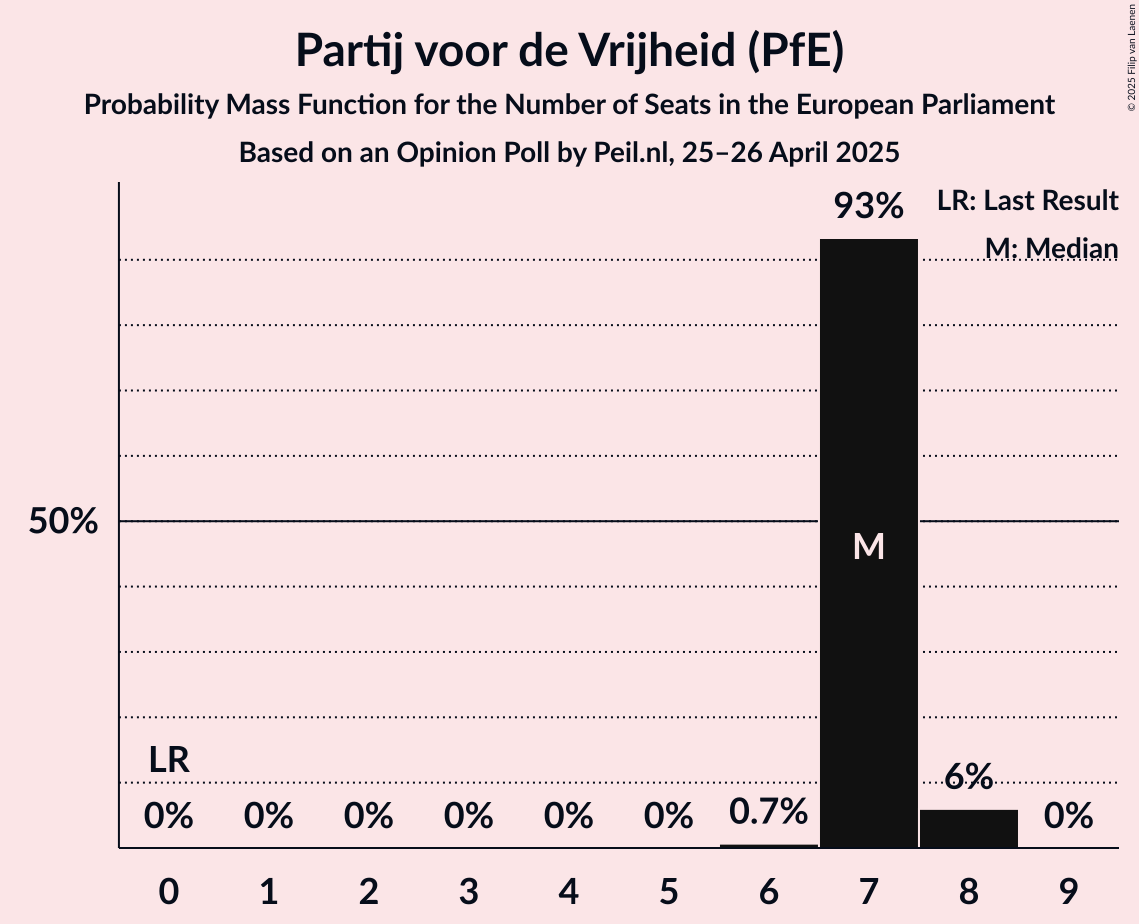 Partij voor de Vrijheid (PfE)
Probability Mass Function for the Number of Seats in the European Parliament
Based on an Opinion Poll by Peil.nl, 25–26 April 2025
© 2025 Filip van Laenen
LR: Last Result
M: Median
93%
50%
M
LR
0% 0% 0% 0% 0% 0% 0.7% 6% 0%
0 1 2 3 4 5 6 7 8 9